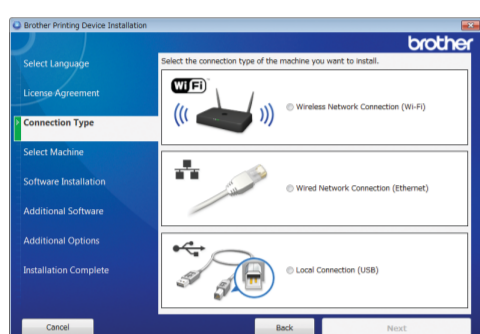 Brother Printing Device Installation
brother
Select Language
License Agreement
Connection Type
Select Machine
Software Installation
Additional Software
Additional Options
Installation Complete
Select the connection type of the machine you want to install.
Wi Fi
Wireless Network Connection (Wi-Fi)
Wired Network Connection (Ethernet)
Local Connection (USB)
Cancel
Back
Next